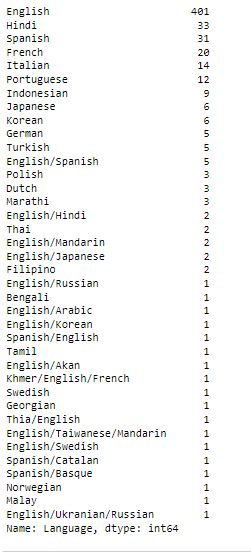 English 401
Hindi 33
Spanish 31
French 20
Italian 14
Portuguese 12
Indonesian 9
Japanese 6
Korean 6
German 5
Turkish 5
English/Spanish 5
Polish 3
Dutch 3
Marathi 3
English/Hindi 2
Thai 2
English/Mandarin 2
English/Japanese 2
Filipino 2
English/Russian 1
Bengali 1
English/Arabic 1
English/Korean 1
Spanish/English 1
Tamil 1
English/Akan 1
Khmer/English/French 1
Swedish 1
Georgian 1
Thia/English 1
English/Taiwanese/Mandarin 1
English/Swedish 1
Spanish/Catalan 1
Spanish/Basque 1
Norwegian 1
Malay 1
English/Ukranian/Russian 1
Name: Language, dtype: int64